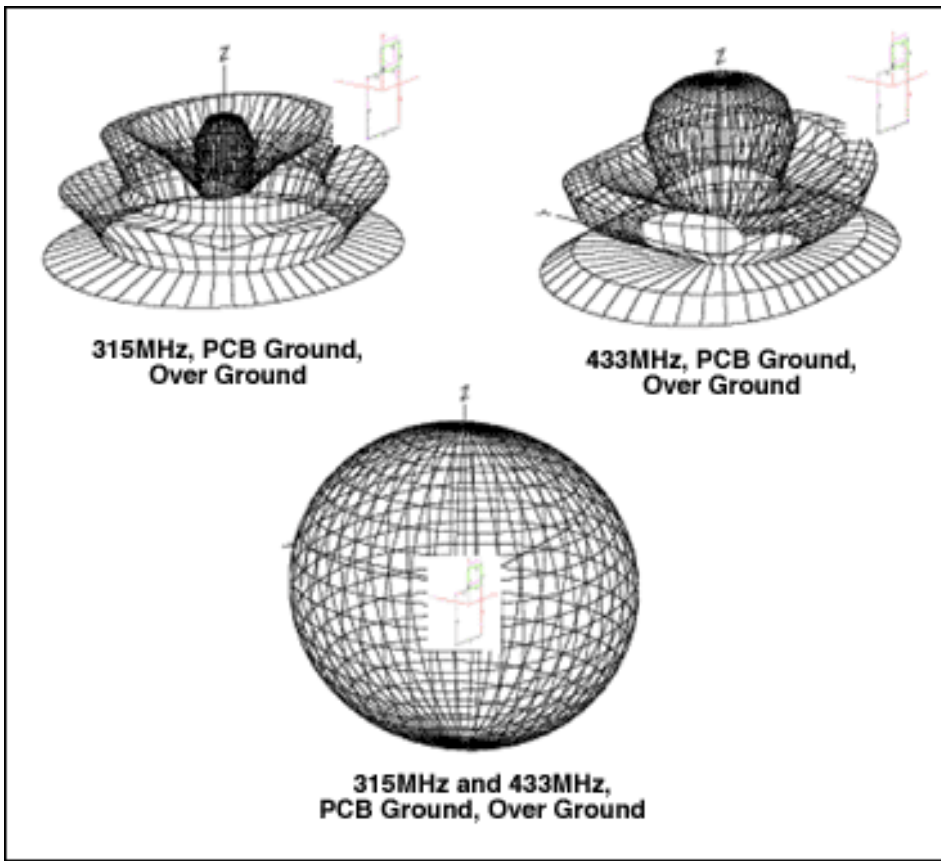 Z
Z
315MHz, PCB Ground,
Over Ground
433MHz, PCB Ground,
Over Ground
Z
315MHz and 433MHz,
PCB Ground, Over Ground